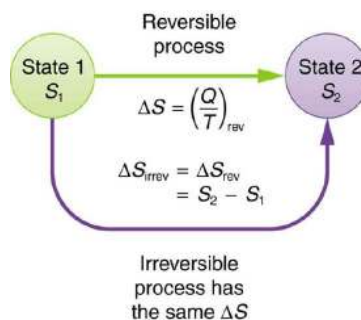 Reversible
process
State 1
S₁
State 2
S₂
ΔS = (Q/T)rev
ΔSirrev = ΔSrev
= S₂ − S₁
Irreversible
process has
the same ΔS